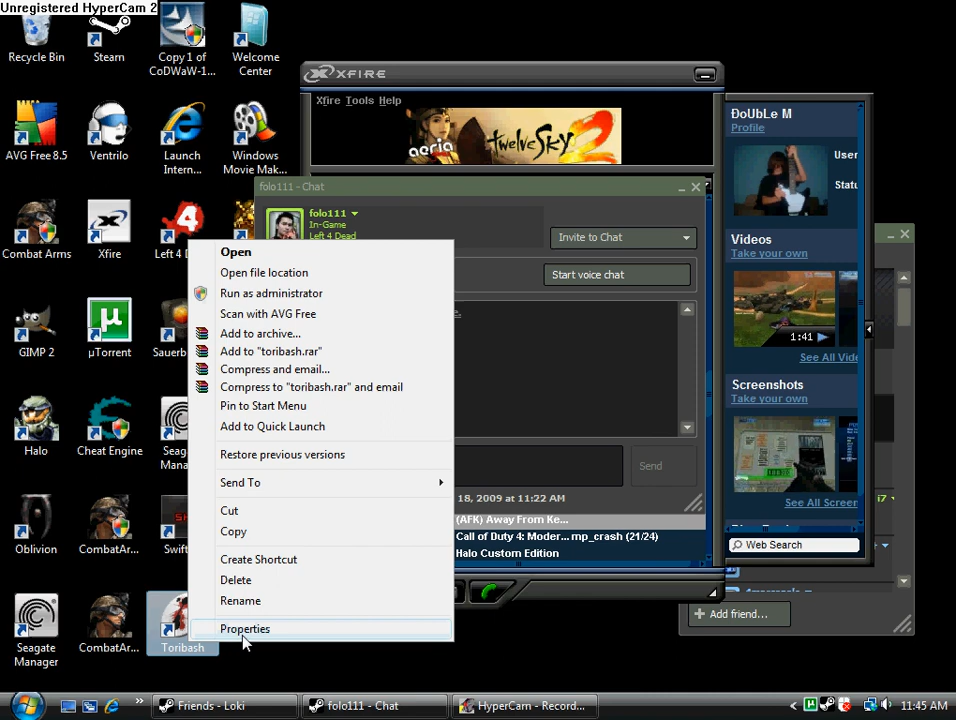 Unregistered HyperCam 2
Recycle Bin
Steam
Copy 1 of
CoDWaW-1...
Welcome
Center
AVG Free 8.5
Ventrilo
Launch
Intern...
Windows
Movie Mak...
Combat Arms
Xfire
Left 4 D
GIMP 2
µTorrent
Sauerb
Halo
Cheat Engine
Seag
Mana
Oblivion
CombatAr...
Swift
Seagate
Manager
CombatAr...
Toribash
XFIRE
Xfire Tools Help
aeria
twelveSky 2
folo111 - Chat
folo111
In-Game
Left 4 Dead
Invite to Chat
Start voice chat
Send
18, 2009 at 11:22 AM
(AFK) Away From Ke...
Call of Duty 4: Moder... mp_crash (21/24)
Halo Custom Edition
Open
Open file location
Run as administrator
Scan with AVG Free
Add to archive...
Add to "toribash.rar"
Compress and email...
Compress to "toribash.rar" and email
Pin to Start Menu
Add to Quick Launch
Restore previous versions
Send To
Cut
Copy
Create Shortcut
Delete
Rename
Properties
ĐoUbLe M
Profile
User
Statu
Videos
Take your own
1:41
See All Vide
Screenshots
Take your own
See All Screen
Web Search
i7
Add friend...
Friends - Loki
folo111 - Chat
HyperCam - Record...
11:45 AM